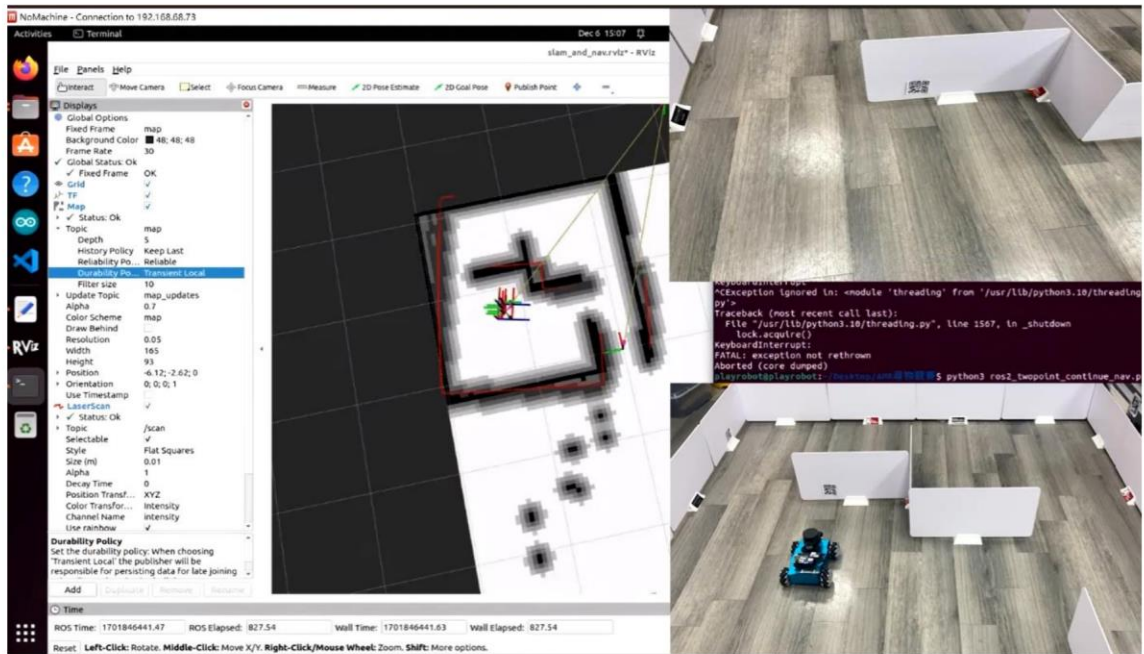 NoMachine - Connection to 192.168.68.73
Activities
Terminal
Dec 6 15:07
slam_and_nav.rviz* - RViz
File Panels Help
Interact Move Camera Select Focus Camera Measure 2D Pose Estimate 2D Goal Pose Publish Point
Displays
Global Options
Fixed Frame map
Background Color 48; 48; 48
Frame Rate 30
Global Status: Ok
Fixed Frame OK
Grid
TF
Map
Status: Ok
Topic map
Depth 5
History Policy Keep Last
Reliability Po... Reliable
Durability Po... Transient Local
Filter size 10
Update Topic map_updates
Alpha 0.7
Color Scheme map
Draw Behind
Resolution 0.05
Width 165
Height 93
Position -6.12; -2.62; 0
Orientation 0; 0; 0; 1
Use Timestamp
LaserScan
Status: Ok
Topic /scan
Selectable
Style Flat Squares
Size (m) 0.01
Alpha 1
Decay Time 0
Position Transf... XYZ
Color Transfor... Intensity
Channel Name intensity
Use rainbow
Durability Policy
Set the durability policy: When choosing
'Transient Local' the publisher will be
responsible for persisting data for late joining
Add Duplicate Remove Rename
Time
ROS Time: 1701846441.47 ROS Elapsed: 827.54 Wall Time: 1701846441.63 Wall Elapsed: 827.54
Reset Left-Click: Rotate. Middle-Click: Move X/Y. Right-Click/Mouse Wheel: Zoom. Shift: More options.
RViz
KeyboardInterrupt
^CException ignored in: <module 'threading' from '/usr/lib/python3.10/threading
py'>
Traceback (most recent call last):
File "/usr/lib/python3.10/threading.py", line 1567, in _shutdown
lock.acquire()
KeyboardInterrupt:
FATAL: exception not rethrown
Aborted (core dumped)
$ python3 ros2_twopoint_continue_nav.p